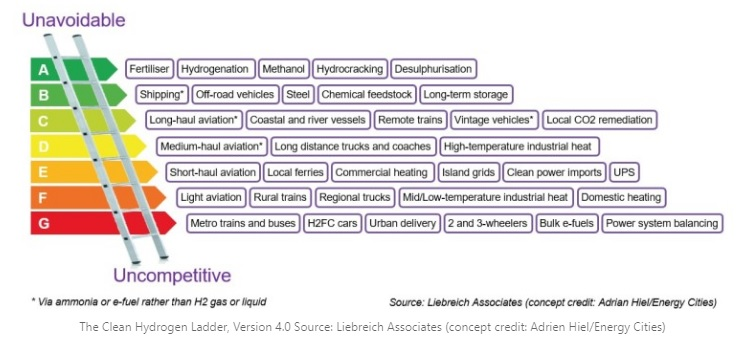 Unavoidable
A Fertiliser Hydrogenation Methanol Hydrocracking Desulphurisation
B Shipping* Off-road vehicles Steel Chemical feedstock Long-term storage
C Long-haul aviation* Coastal and river vessels Remote trains Vintage vehicles* Local CO2 remediation
D Medium-haul aviation* Long distance trucks and coaches High-temperature industrial heat
E Short-haul aviation Local ferries Commercial heating Island grids Clean power imports UPS
F Light aviation Rural trains Regional trucks Mid/Low-temperature industrial heat Domestic heating
G Metro trains and buses H2FC cars Urban delivery 2 and 3-wheelers Bulk e-fuels Power system balancing
Uncompetitive
* Via ammonia or e-fuel rather than H2 gas or liquid Source: Liebreich Associates (concept credit: Adrian Hiel/Energy Cities)
The Clean Hydrogen Ladder, Version 4.0 Source: Liebreich Associates (concept credit: Adrien Hiel/Energy Cities)